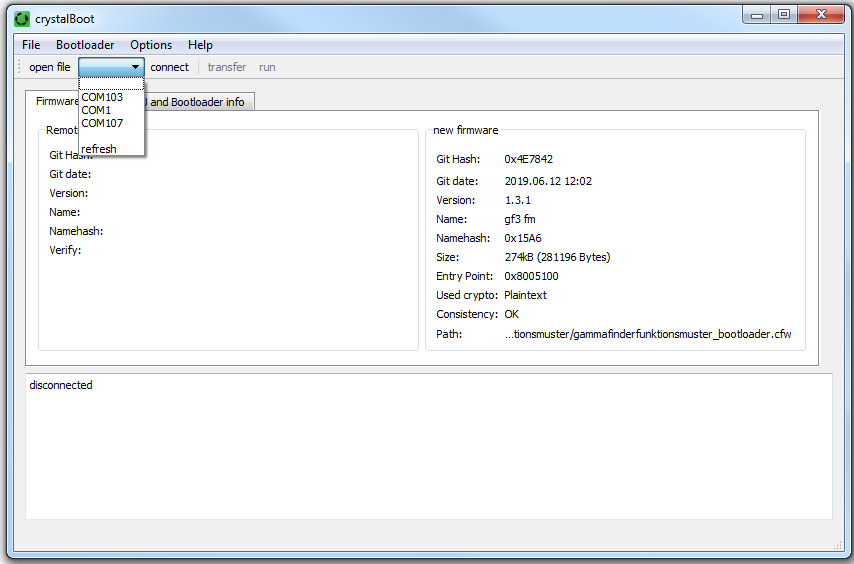 crystalBoot
File Bootloader Options Help
open file connect transfer run
COM103
COM1
COM107
refresh
Firmware and Bootloader info
Remot
Git Hash:
Git date:
Version:
Name:
Namehash:
Verify:
new firmware
Git Hash: 0x4E7842
Git date: 2019.06.12 12:02
Version: 1.3.1
Name: gf3 fm
Namehash: 0x15A6
Size: 274kB (281196 Bytes)
Entry Point: 0x8005100
Used crypto: Plaintext
Consistency: OK
Path: ...tionsmuster/gammafinderfunktionsmuster_bootloader.cfw
disconnected